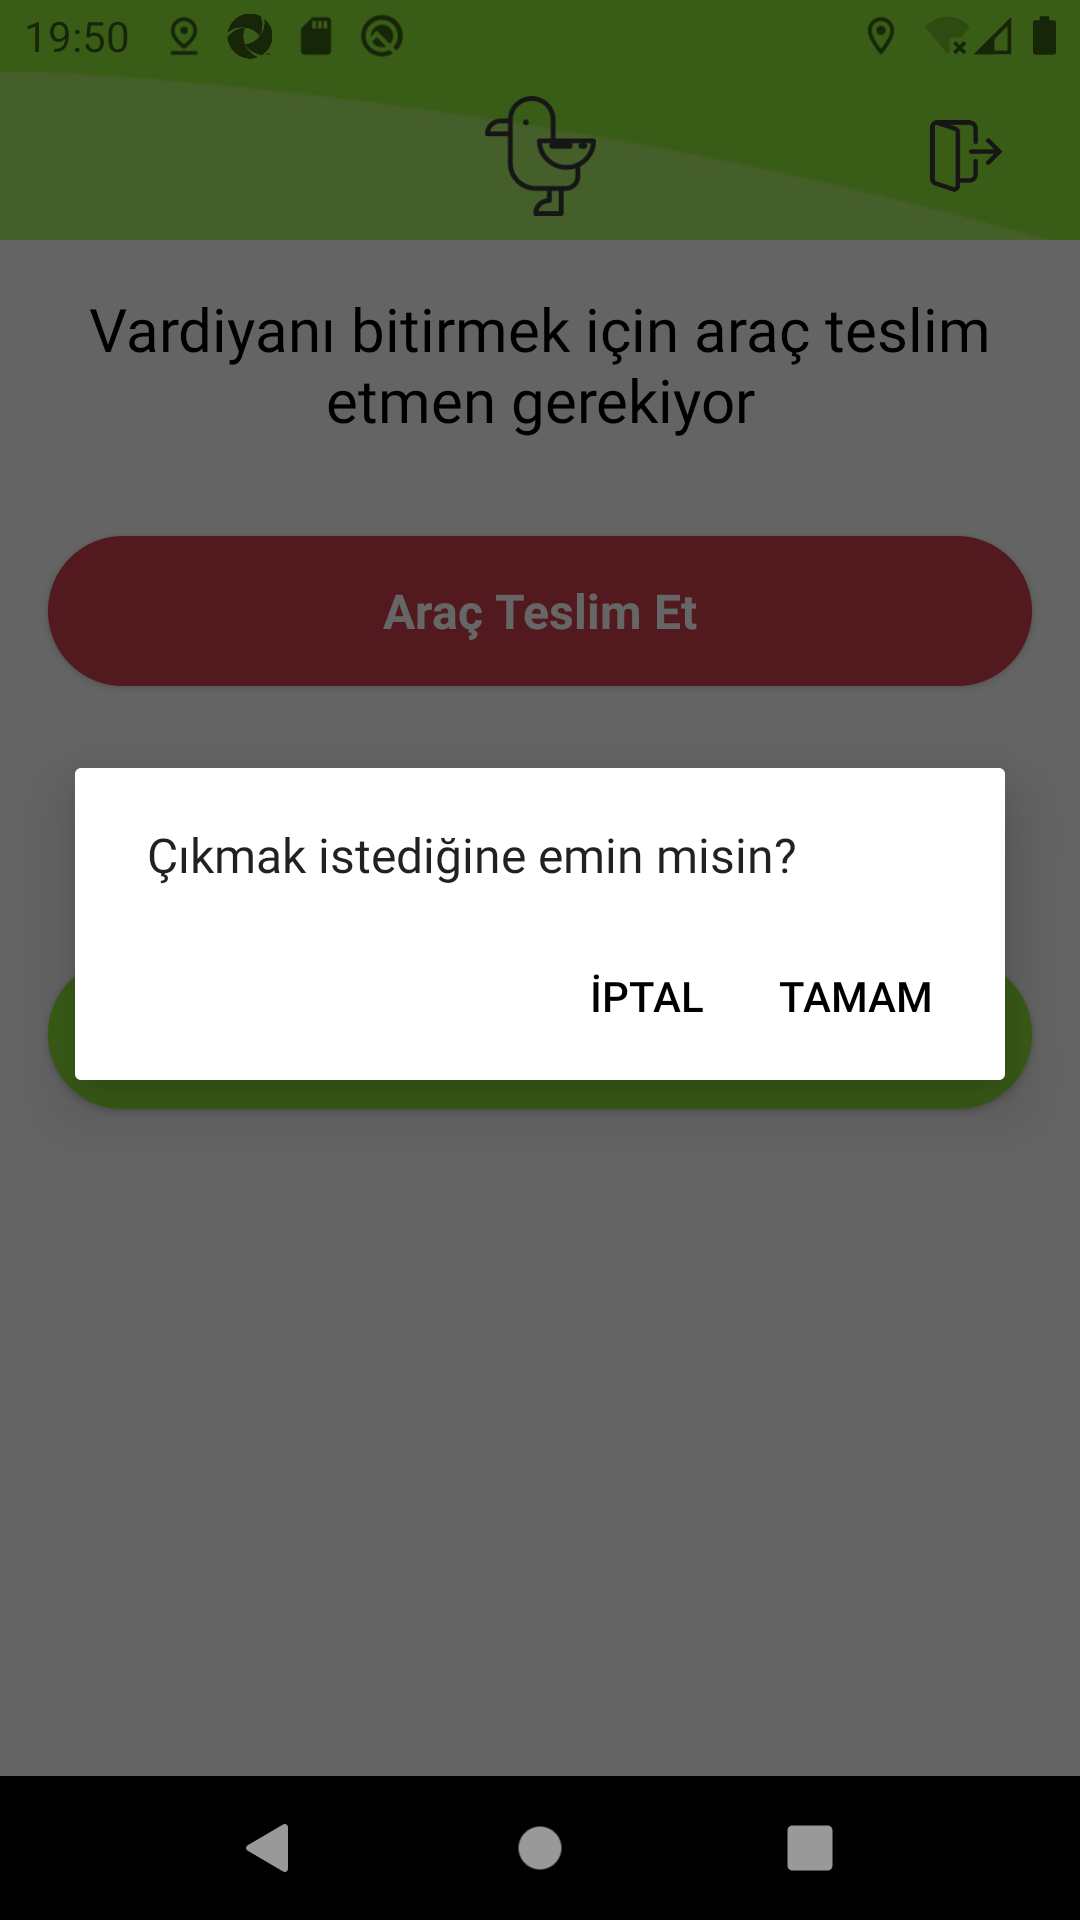 19:50
Vardiyanı bitirmek için araç teslim
etmen gerekiyor
Araç Teslim Et
Çıkmak istediğine emin misin?
İPTAL TAMAM